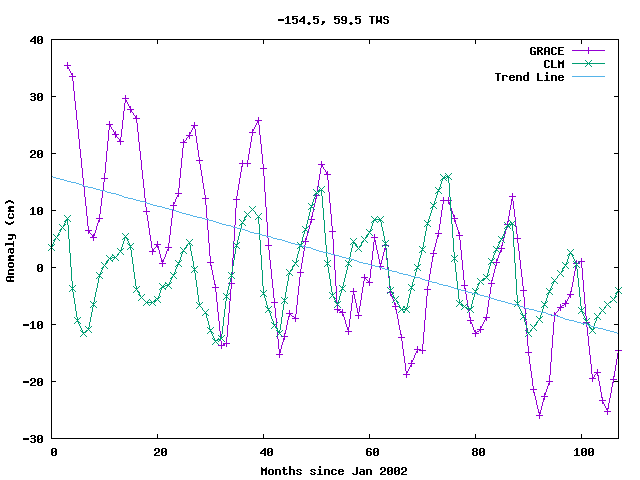 -154.5, 59.5 TWS
GRACE
CLM
Trend Line
Anomaly (cm)
40
30
20
10
0
-10
-20
-30
0 20 40 60 80 100
Months since Jan 2002